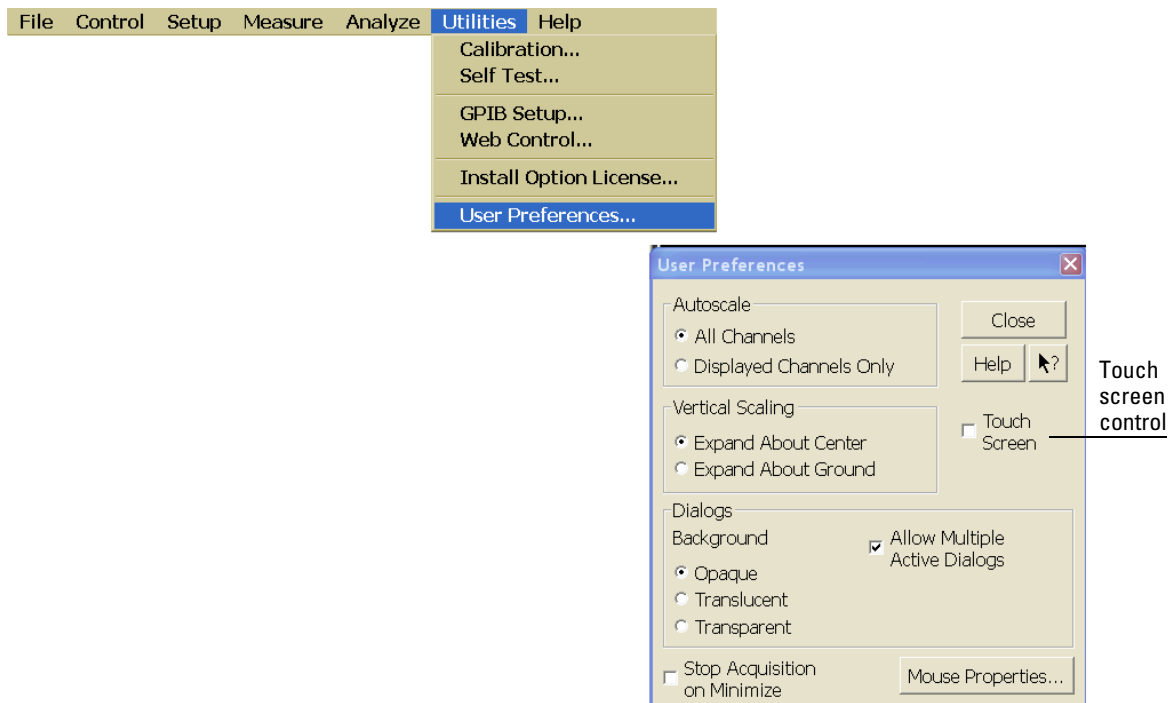 File Control Setup Measure Analyze Utilities Help
Calibration...
Self Test...
GPIB Setup...
Web Control...
Install Option License...
User Preferences...
User Preferences
Autoscale
All Channels
Displayed Channels Only
Close
Help ?
Vertical Scaling
Expand About Center
Expand About Ground
Touch
Screen
Touch
screen
control
Dialogs
Background
Opaque
Translucent
Transparent
Allow Multiple
Active Dialogs
Stop Acquisition
on Minimize
Mouse Properties...